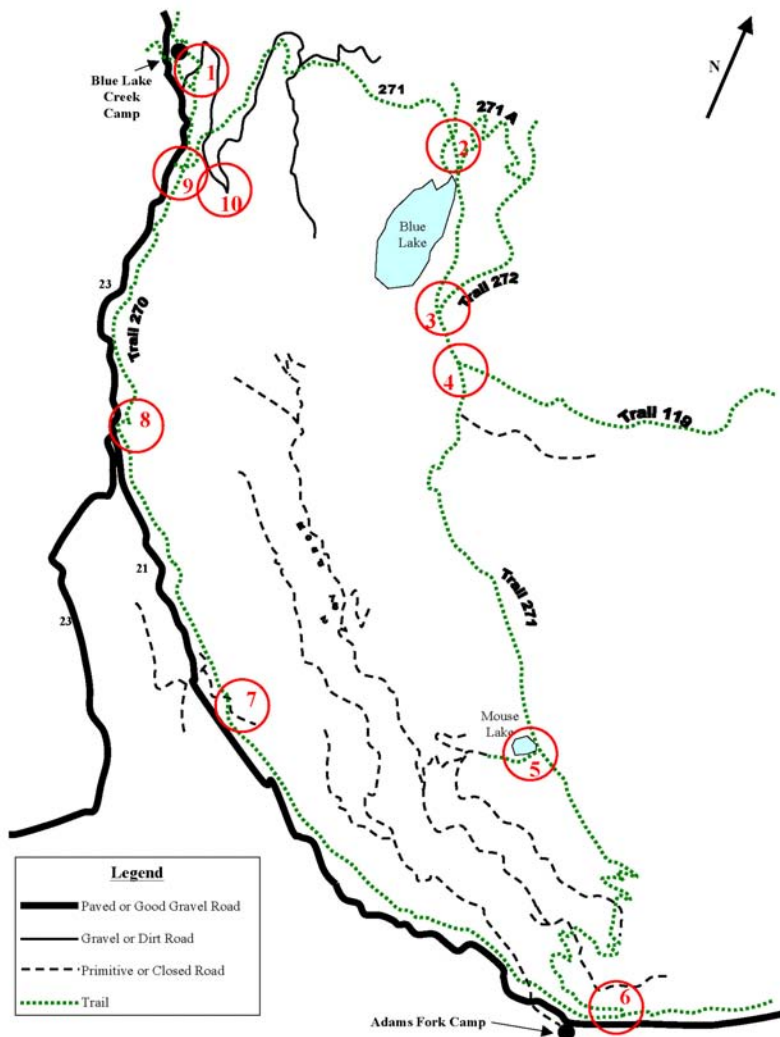 1
Blue Lake
Creek
Camp
N
271
271 A
2
9
10
Blue
Lake
23
Trail 272
3
Trail 270
4
8
Trail 119
21
23
Trail 271
7
Mouse
Lake
5
Legend
Paved or Good Gravel Road
Gravel or Dirt Road
Primitive or Closed Road
Trail
6
Adams Fork Camp